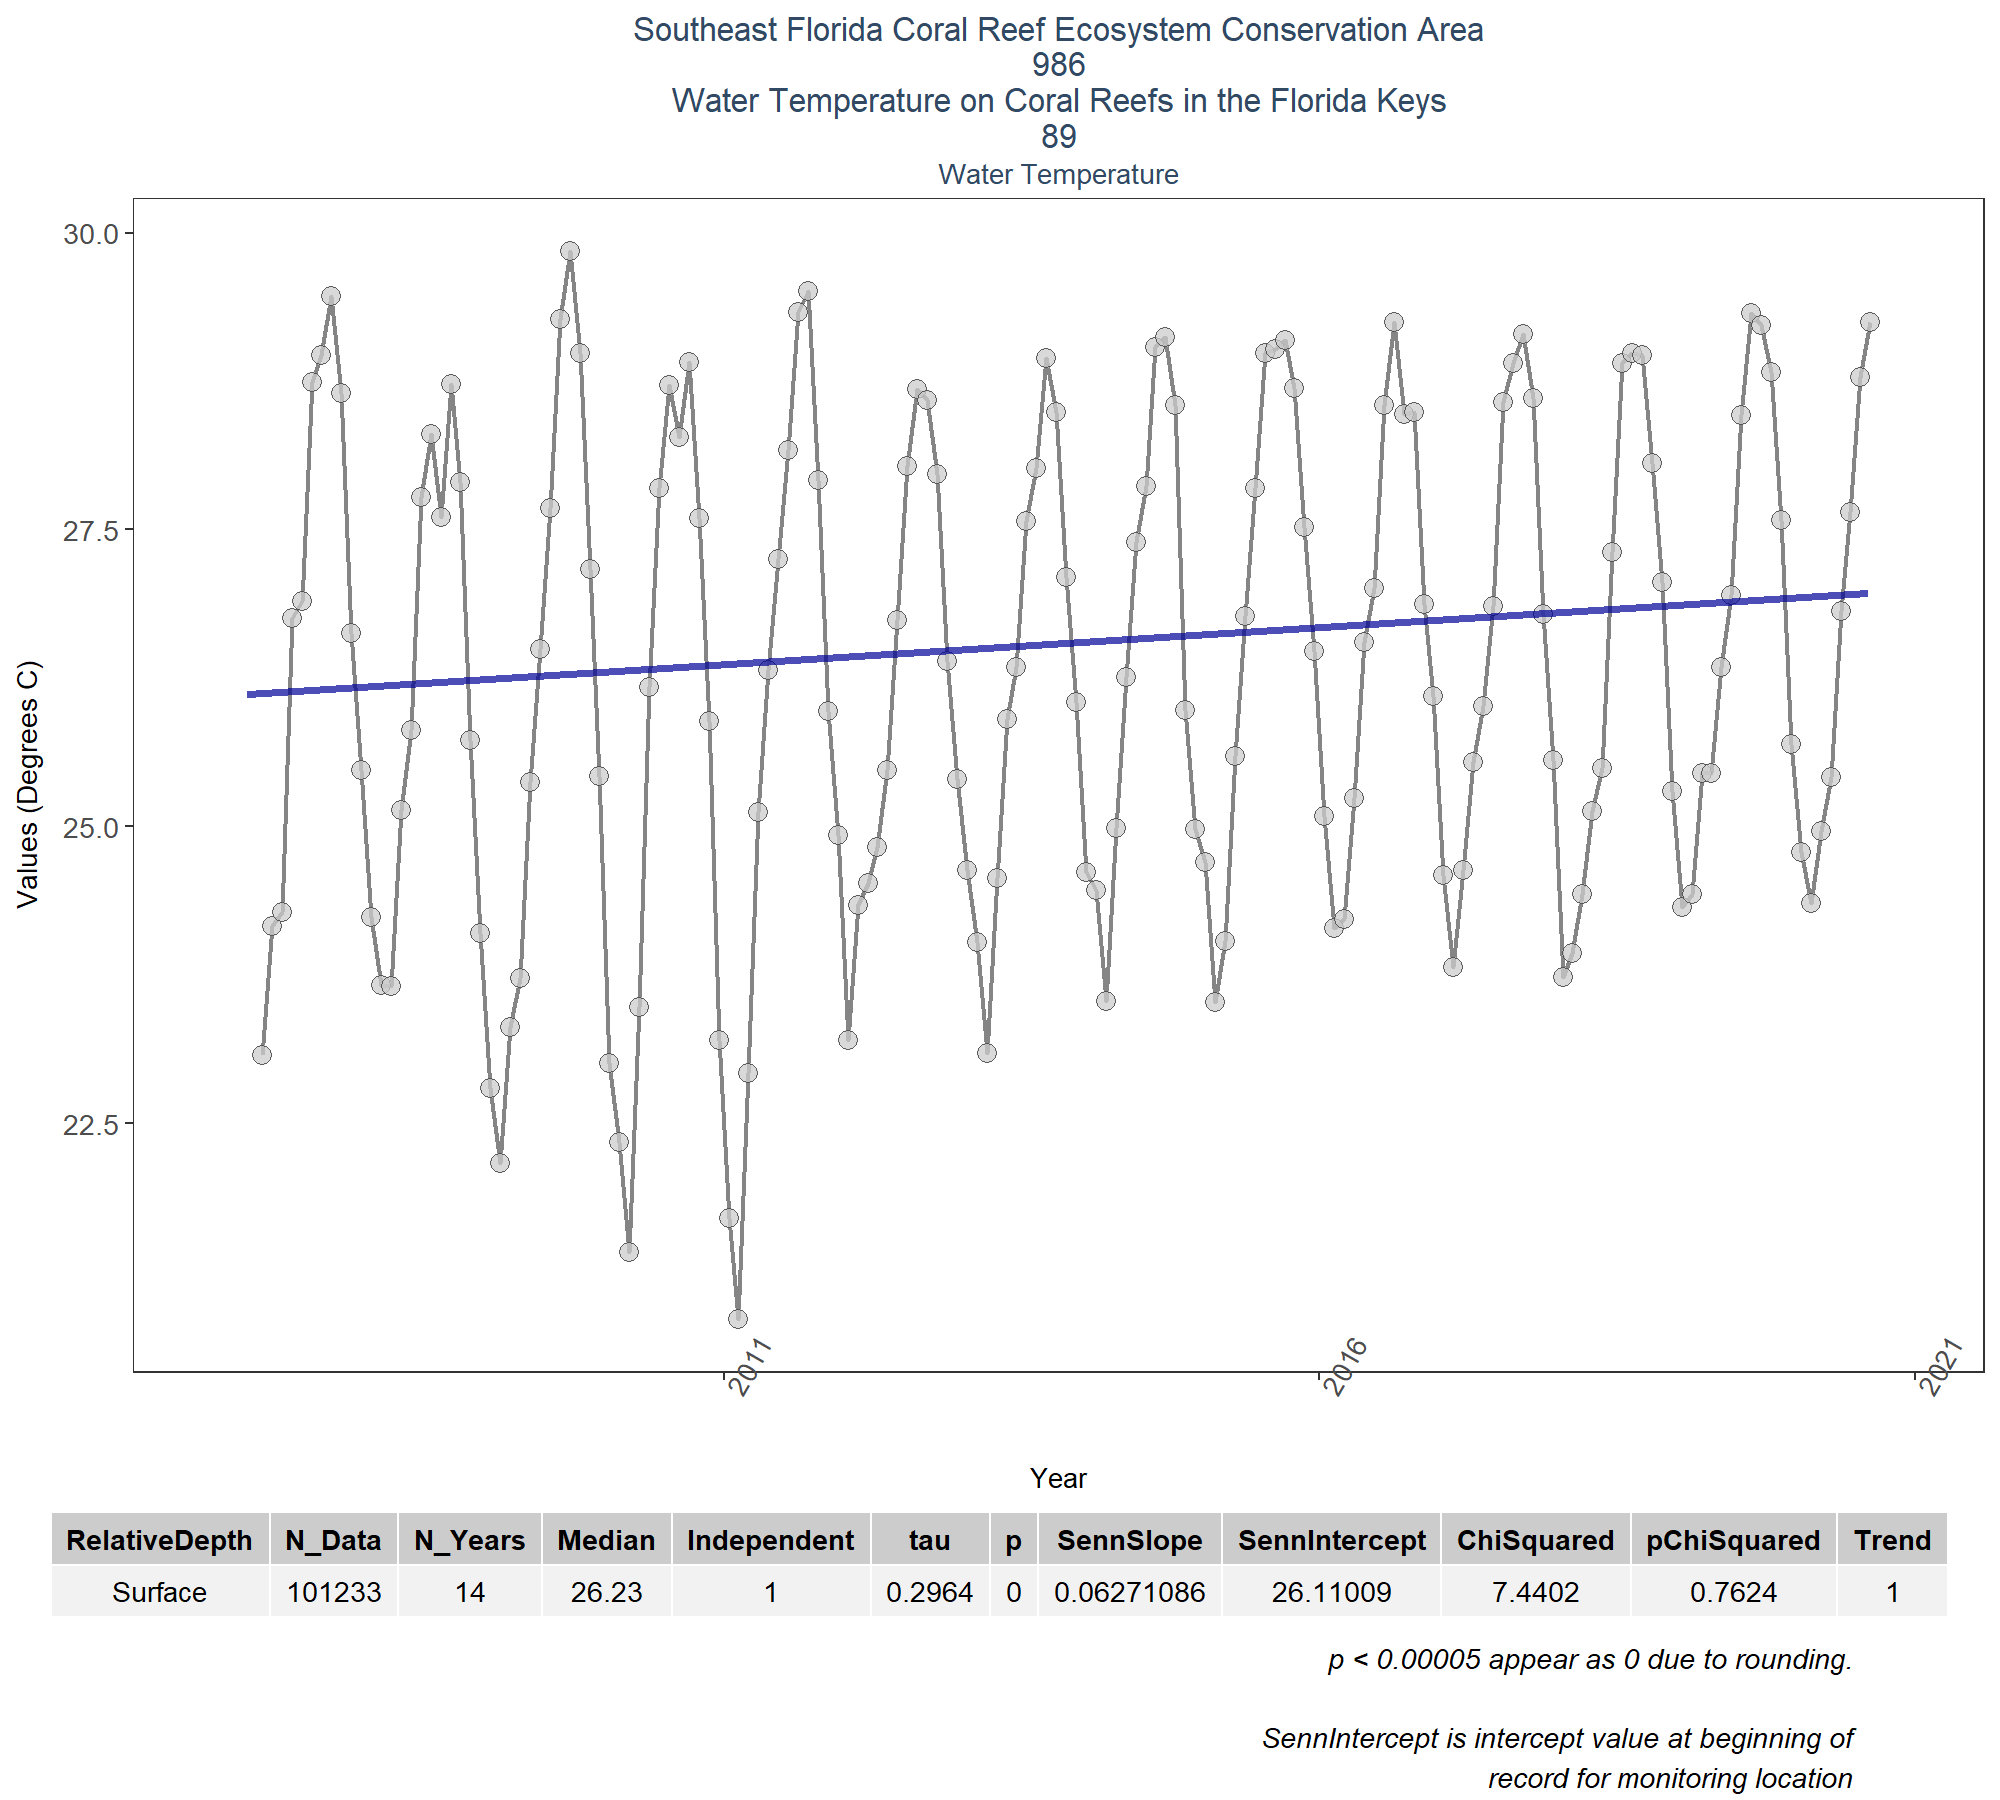 Southeast Florida Coral Reef Ecosystem Conservation Area
986
Water Temperature on Coral Reefs in the Florida Keys
89
Water Temperature
30.0
27.5
25.0
22.5
Values (Degrees C)
2011
2016
2021
Year
RelativeDepth N_Data N_Years Median Independent tau p SennSlope SennIntercept ChiSquared pChiSquared Trend
Surface 101233 14 26.23 1 0.2964 0 0.06271086 26.11009 7.4402 0.7624 1
p < 0.00005 appear as 0 due to rounding.
SennIntercept is intercept value at beginning of
record for monitoring location